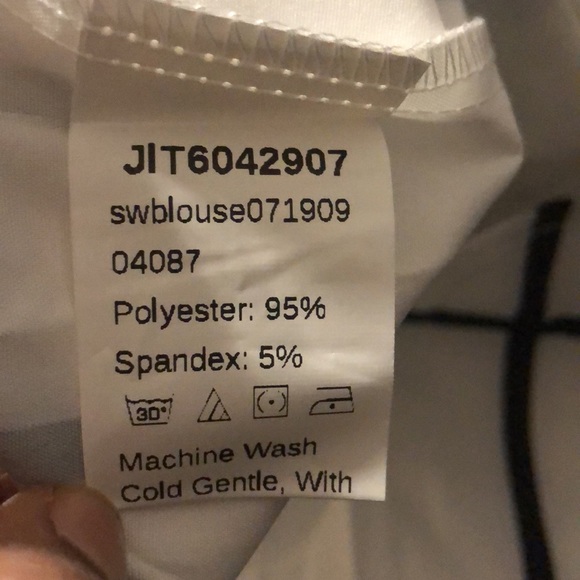 JIT6042907
swblouse071909
04087
Polyester: 95%
Spandex: 5%
30°
Machine Wash
Cold Gentle, With